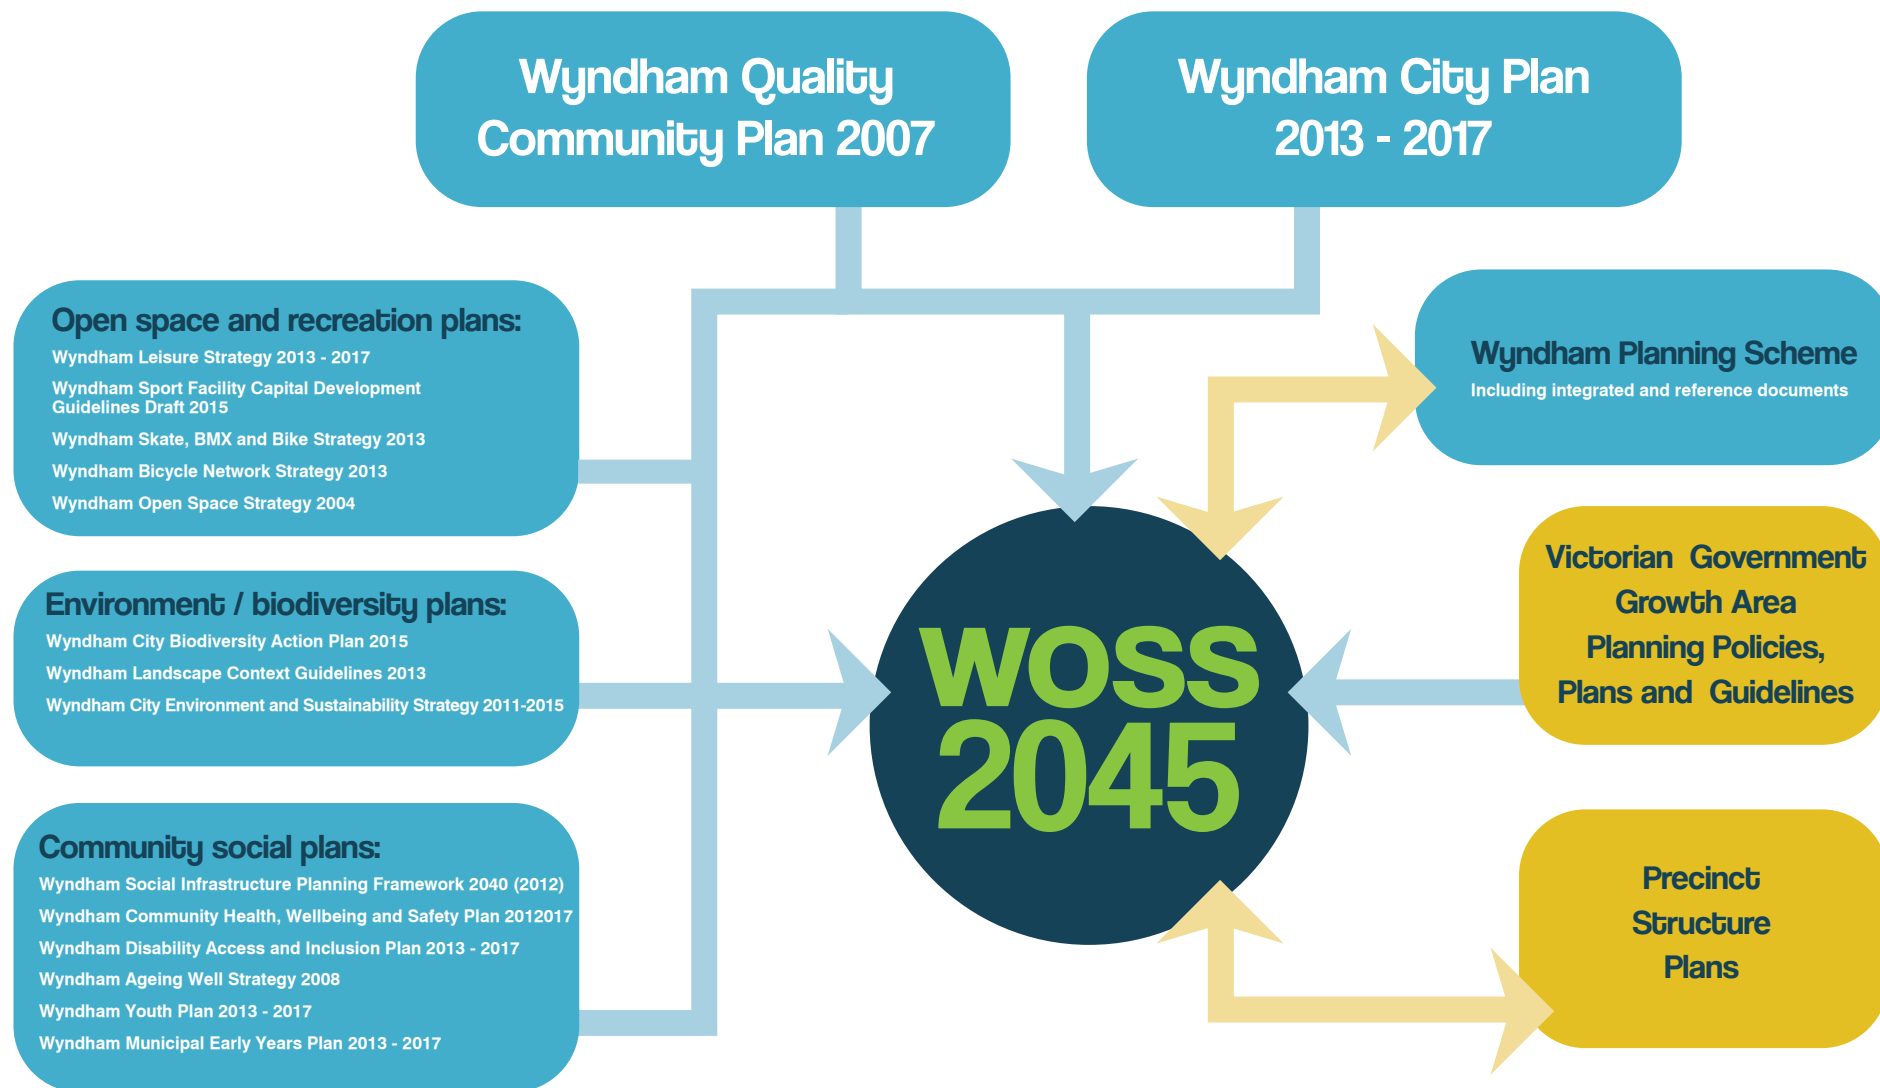 Wyndham Quality
Community Plan 2007
Wyndham City Plan
2013 - 2017
Open space and recreation plans:
Wyndham Leisure Strategy 2013 - 2017
Wyndham Sport Facility Capital Development
Guidelines Draft 2015
Wyndham Skate, BMX and Bike Strategy 2013
Wyndham Bicycle Network Strategy 2013
Wyndham Open Space Strategy 2004
Environment / biodiversity plans:
Wyndham City Biodiversity Action Plan 2015
Wyndham Landscape Context Guidelines 2013
Wyndham City Environment and Sustainability Strategy 2011-2015
Community social plans:
Wyndham Social Infrastructure Planning Framework 2040 (2012)
Wyndham Community Health, Wellbeing and Safety Plan 2012017
Wyndham Disability Access and Inclusion Plan 2013 - 2017
Wyndham Ageing Well Strategy 2008
Wyndham Youth Plan 2013 - 2017
Wyndham Municipal Early Years Plan 2013 - 2017
WOSS
2045
Wyndham Planning Scheme
Including integrated and reference documents
Victorian Government
Growth Area
Planning Policies,
Plans and Guidelines
Precinct
Structure
Plans